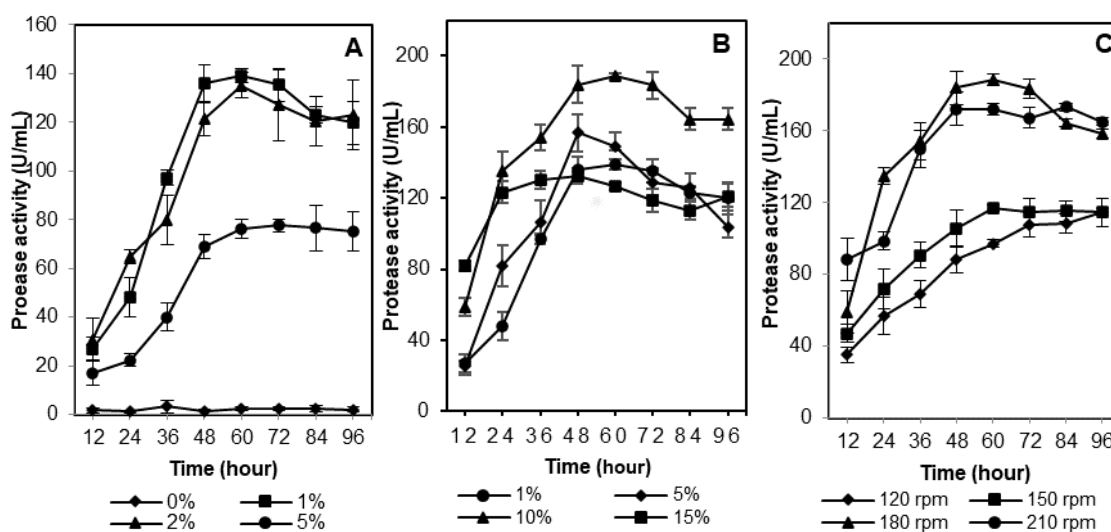 A
Proease activity (U/mL)
160
140
120
100
80
60
40
20
0
12 24 36 48 60 72 84 96
Time (hour)
0% 1%
2% 5%
B
Protease activity (U/mL)
200
160
120
80
40
0
12 24 36 48 60 72 84 96
Time (hour)
1% 5%
10% 15%
C
Protease activity (U/mL)
200
160
120
80
40
0
12 24 36 48 60 72 84 96
Time (hour)
120 rpm 150 rpm
180 rpm 210 rpm